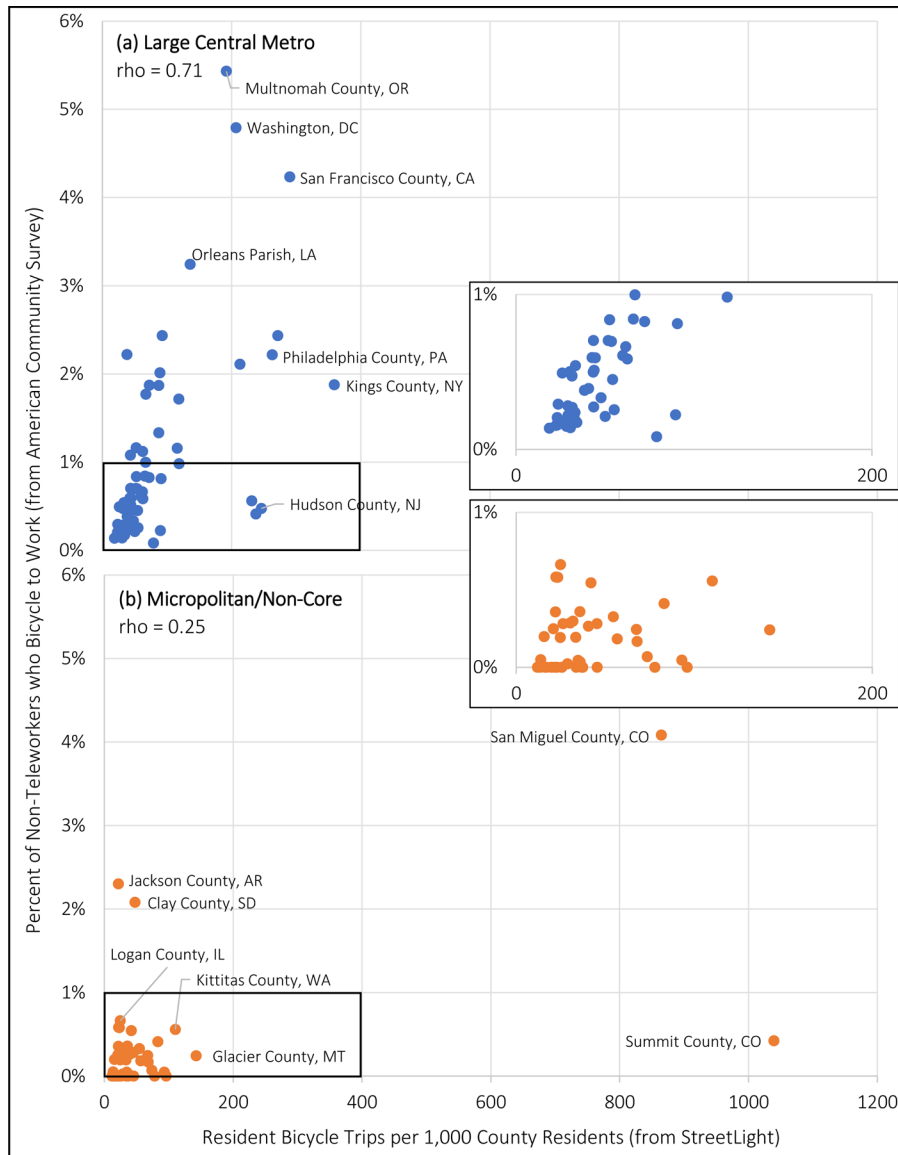 Percent of Non-Teleworkers who Bicycle to Work (from American Community Survey)
6%
(a) Large Central Metro
rho = 0.71
Multnomah County, OR
5%
Washington, DC
San Francisco County, CA
4%
Orleans Parish, LA
3%
Philadelphia County, PA
2%
Kings County, NY
1%
Hudson County, NJ
0%
1%
0%
0
200
6%
(b) Micropolitan/Non-Core
rho = 0.25
5%
1%
0%
0
200
San Miguel County, CO
4%
3%
Jackson County, AR
Clay County, SD
2%
Logan County, IL
Kittitas County, WA
1%
Glacier County, MT
Summit County, CO
0%
0
200
400
600
800
1000
1200
Resident Bicycle Trips per 1,000 County Residents (from StreetLight)